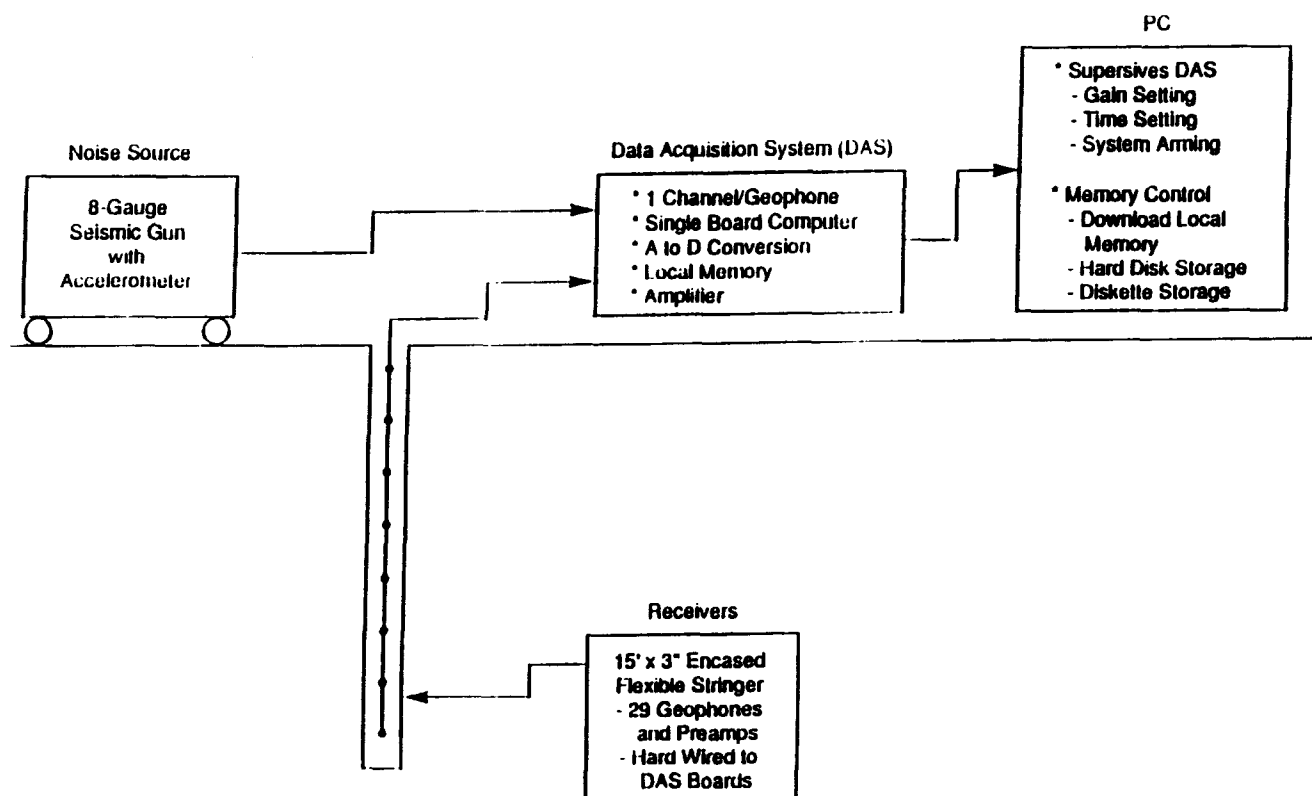 PC
* Supersives DAS
- Gain Setting
- Time Setting
- System Arming
* Memory Control
- Download Local
Memory
- Hard Disk Storage
- Diskette Storage
Noise Source
8-Gauge
Seismic Gun
with
Accelerometer
Data Acquisition System (DAS)
* 1 Channel/Geophone
* Single Board Computer
* A to D Conversion
* Local Memory
* Amplifier
Receivers
15' x 3" Encased
Flexible Stringer
- 29 Geophones
and Preamps
- Hard Wired to
DAS Boards